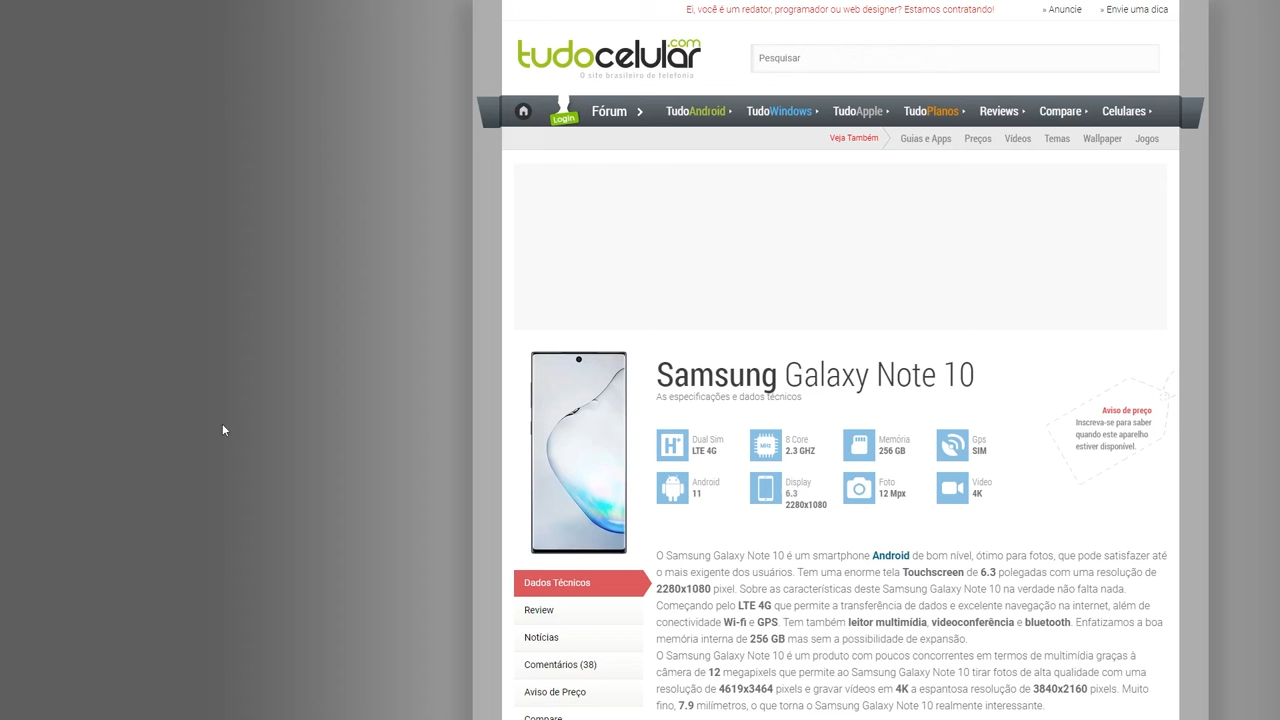 Ei, você é um redator, programador ou web designer? Estamos contratando!
» Anuncie
» Envie uma dica
tudocelular.com
O site brasileiro de telefonia
Pesquisar
Login
Fórum
TudoAndroid
TudoWindows
TudoApple
TudoPlanos
Reviews
Compare
Celulares
Veja Também
Guias e Apps
Preços
Vídeos
Temas
Wallpaper
Jogos
Samsung Galaxy Note 10
As especificações e dados técnicos
Aviso de preço
Inscreva-se para saber
quando este aparelho
estiver disponível.
Dual Sim
LTE 4G
8 Core
2.3 GHZ
Memória
256 GB
Gps
SIM
Android
11
Display
6.3
2280x1080
Foto
12 Mpx
Video
4K
O Samsung Galaxy Note 10 é um smartphone Android de bom nível, ótimo para fotos, que pode satisfazer até
o mais exigente dos usuários. Tem uma enorme tela Touchscreen de 6.3 polegadas com uma resolução de
2280x1080 pixel. Sobre as características deste Samsung Galaxy Note 10 na verdade não falta nada.
Começando pelo LTE 4G que permite a transferência de dados e excelente navegação na internet, além de
conectividade Wi-fi e GPS. Tem também leitor multimídia, videoconferência e bluetooth. Enfatizamos a boa
memória interna de 256 GB mas sem a possibilidade de expansão.
O Samsung Galaxy Note 10 é um produto com poucos concorrentes em termos de multimídia graças à
câmera de 12 megapixels que permite ao Samsung Galaxy Note 10 tirar fotos de alta qualidade com uma
resolução de 4619x3464 pixels e gravar vídeos em 4K a espantosa resolução de 3840x2160 pixels. Muito
fino, 7.9 milímetros, o que torna o Samsung Galaxy Note 10 realmente interessante.
Dados Técnicos
Review
Notícias
Comentários (38)
Aviso de Preço
Compare